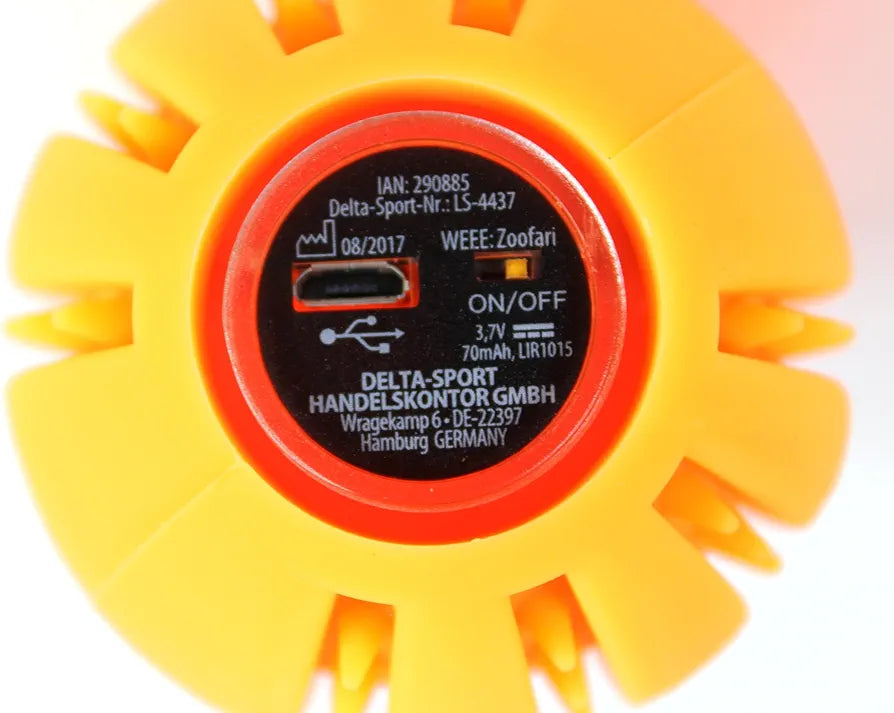 IAN: 290885
Delta-Sport-Nr.: LS-4437
08/2017
WEEE: Zoofari
ON/OFF
3,7V
70mAh, LIR1015
DELTA-SPORT
HANDELSKONTOR GMBH
Wragekamp 6 • DE-22397
Hamburg GERMANY